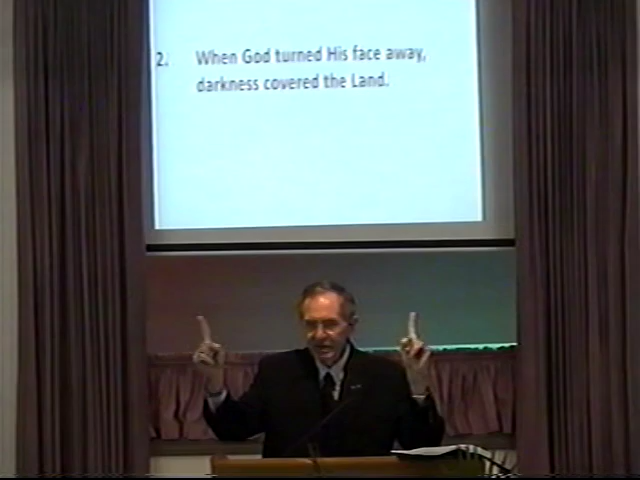 2. When God turned His face away,
darkness covered the Land.